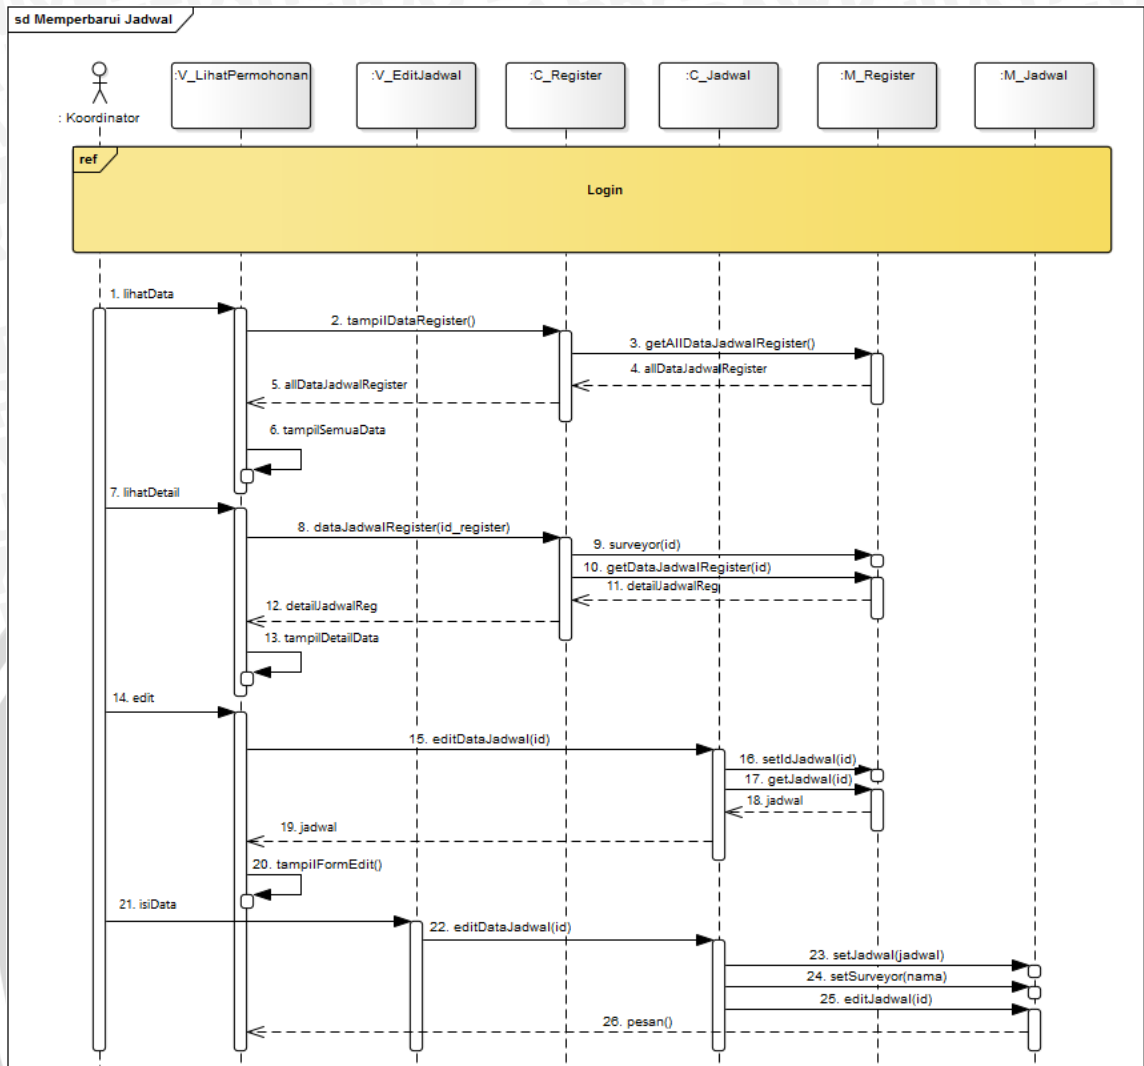 sd Memperbarui Jadwal
: Koordinator
:V_LihatPermohonan
:V_EditJadwal
:C_Register
:C_Jadwal
:M_Register
:M_Jadwal
ref
Login
1. lihatData
2. tampilDataRegister()
3. getAllDataJadwalRegister()
4. allDataJadwalRegister
5. allDataJadwalRegister
6. tampilSemuaData
7. lihatDetail
8. dataJadwalRegister(id_register)
9. surveyor(id)
10. getDataJadwalRegister(id)
11. detailJadwalReg
12. detailJadwalReg
13. tampilDetailData
14. edit
15. editDataJadwal(id)
16. setIdJadwal(id)
17. getJadwal(id)
18. jadwal
19. jadwal
20. tampilFormEdit()
21. isiData
22. editDataJadwal(id)
23. setJadwal(jadwal)
24. setSurveyor(nama)
25. editJadwal(id)
26. pesan()